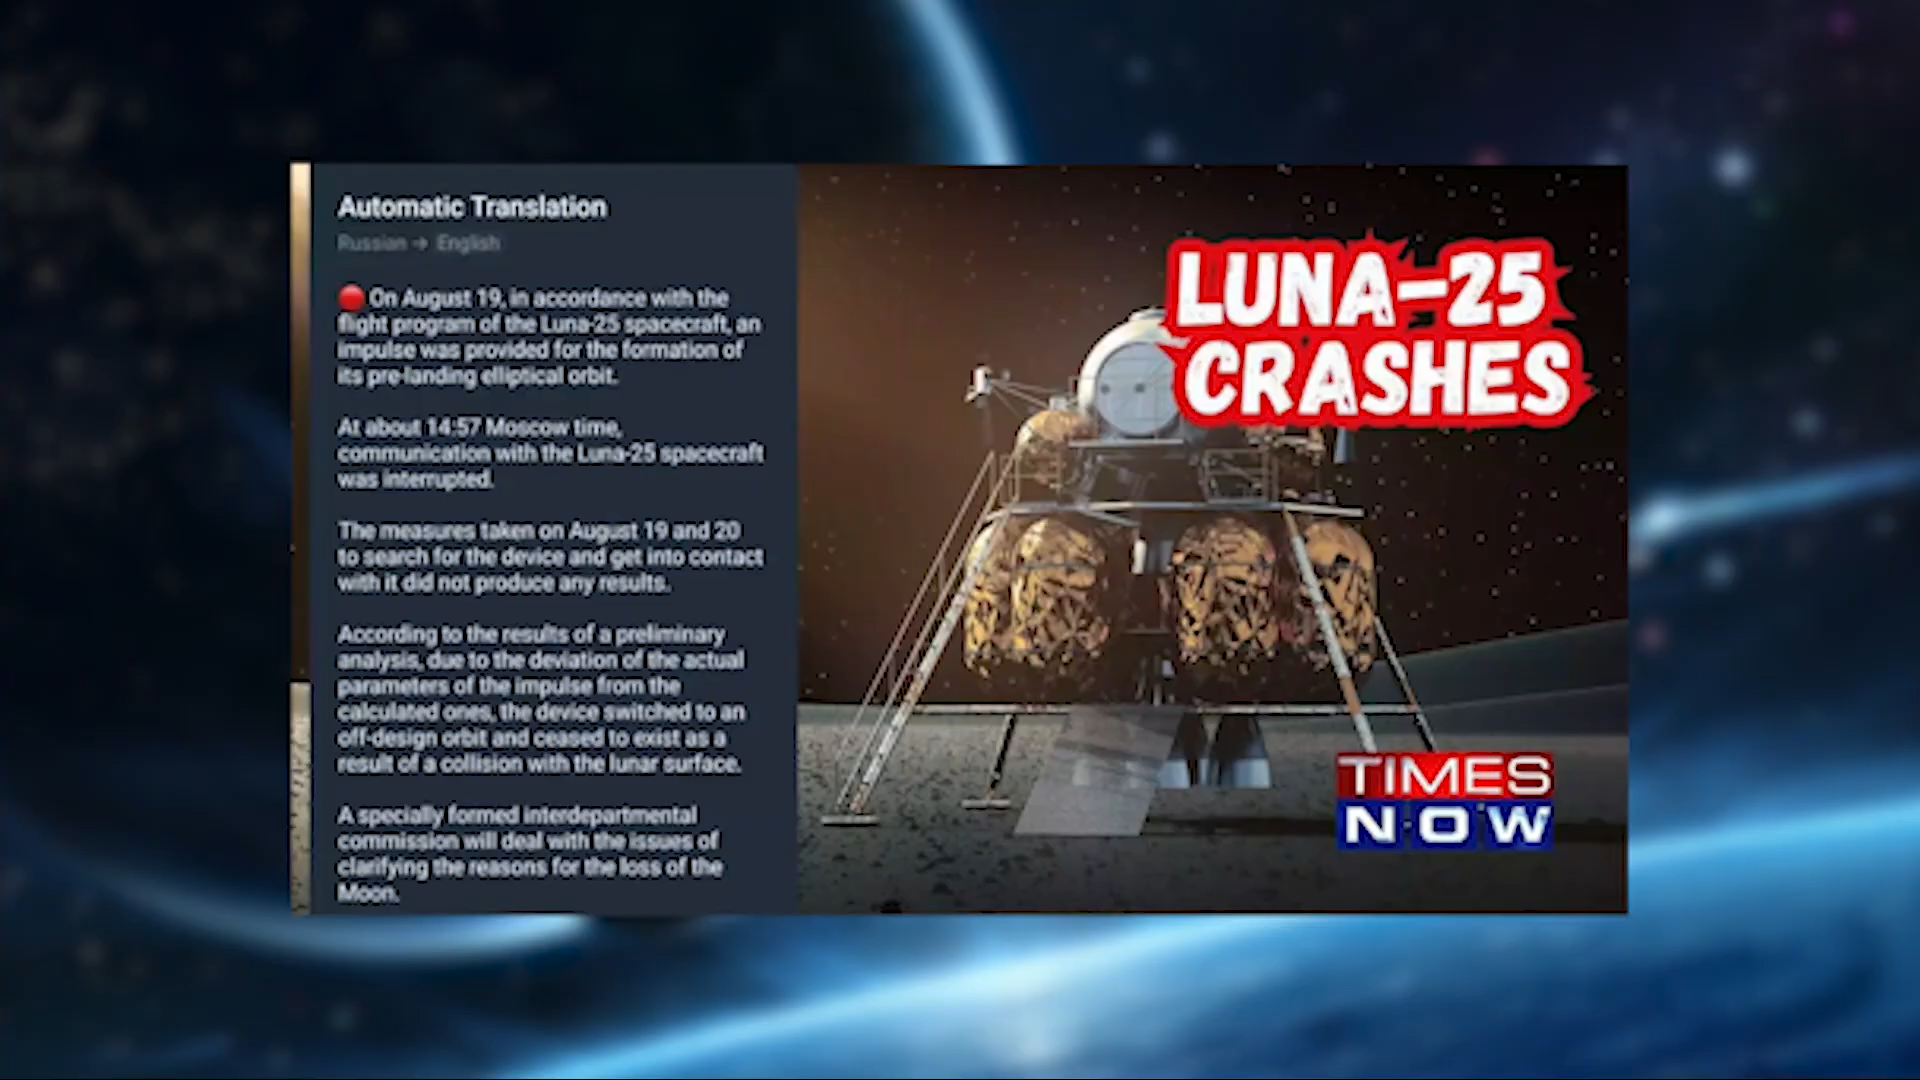 Automatic Translation
Russian → English
On August 19, in accordance with the
flight program of the Luna-25 spacecraft, an
impulse was provided for the formation of
its pre-landing elliptical orbit.
At about 14:57 Moscow time,
communication with the Luna-25 spacecraft
was interrupted.
The measures taken on August 19 and 20
to search for the device and get into contact
with it did not produce any results.
According to the results of a preliminary
analysis, due to the deviation of the actual
parameters of the impulse from the
calculated ones, the device switched to an
off-design orbit and ceased to exist as a
result of a collision with the lunar surface.
A specially formed interdepartmental
commission will deal with the issues of
clarifying the reasons for the loss of the
Moon.
LUNA-25
CRASHES
TIMES
NOW